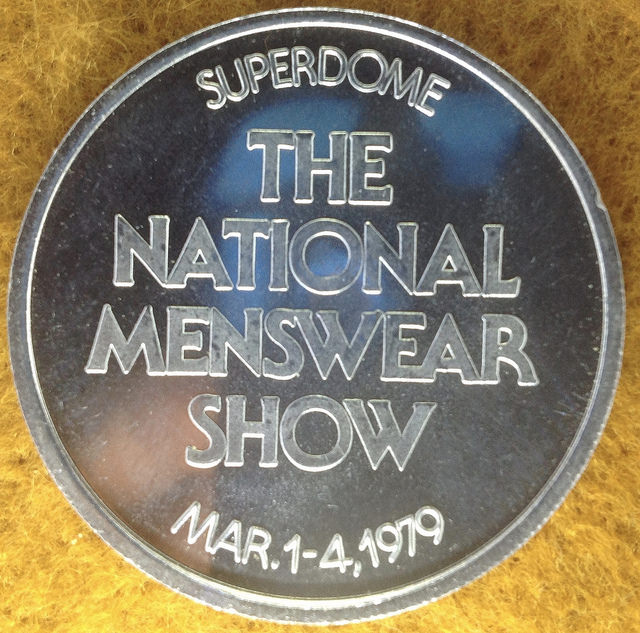 SUPERDOME
THE
NATIONAL
MENSWEAR
SHOW
MAR. 1-4, 1979